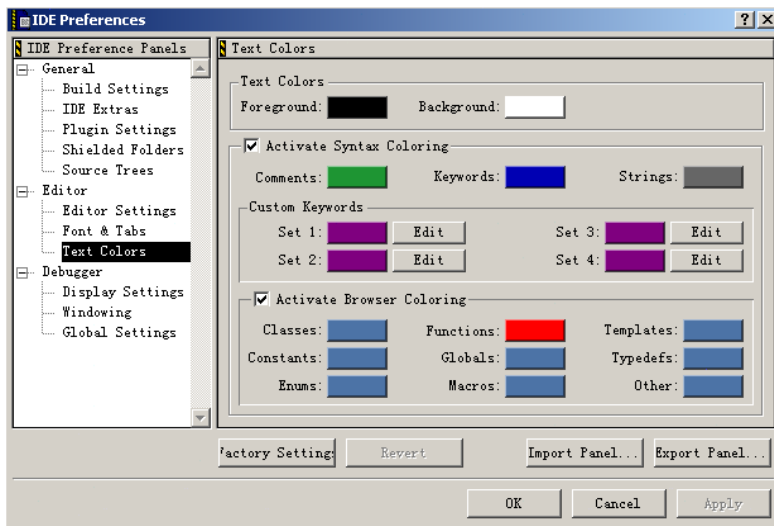 IDE Preferences
IDE Preference Panels
General
Build Settings
IDE Extras
Plugin Settings
Shielded Folders
Source Trees
Editor
Editor Settings
Font & Tabs
Text Colors
Debugger
Display Settings
Windowing
Global Settings
Text Colors
Text Colors
Foreground: Background:
Activate Syntax Coloring
Comments: Keywords: Strings:
Custom Keywords
Set 1: Edit Set 3: Edit
Set 2: Edit Set 4: Edit
Activate Browser Coloring
Classes: Functions: Templates:
Constants: Globals: Typedefs:
Enums: Macros: Other:
Factory Settings Revert Import Panel... Export Panel...
OK Cancel Apply